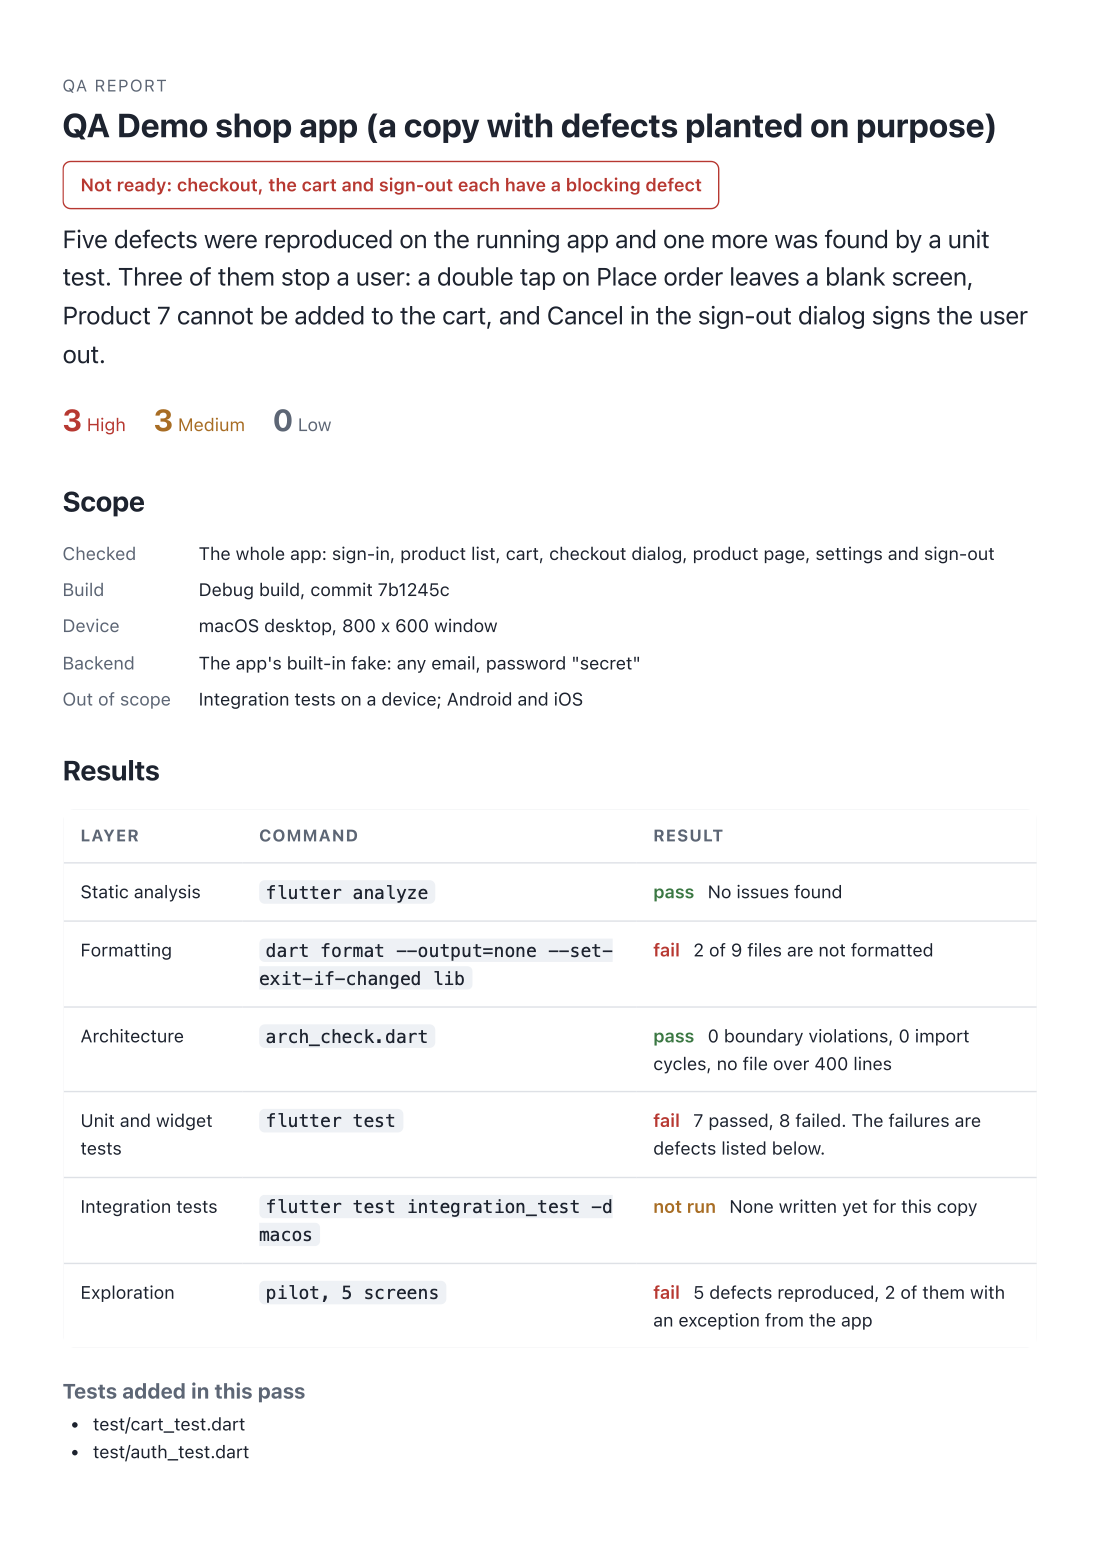 QA REPORT
QA Demo shop app (a copy with defects planted on purpose)
Not ready: checkout, the cart and sign-out each have a blocking defect
Five defects were reproduced on the running app and one more was found by a unit
test. Three of them stop a user: a double tap on Place order leaves a blank screen,
Product 7 cannot be added to the cart, and Cancel in the sign-out dialog signs the user
out.
3 High 3 Medium 0 Low
Scope
Checked The whole app: sign-in, product list, cart, checkout dialog, product page, settings and sign-out
Build Debug build, commit 7b1245c
Device macOS desktop, 800 x 600 window
Backend The app's built-in fake: any email, password "secret"
Out of scope Integration tests on a device; Android and iOS
Results
LAYER COMMAND RESULT
Static analysis flutter analyze pass No issues found
Formatting dart format --output=none --set- fail 2 of 9 files are not formatted
exit-if-changed lib
Architecture arch_check.dart pass 0 boundary violations, 0 import
cycles, no file over 400 lines
Unit and widget flutter test fail 7 passed, 8 failed. The failures are
tests defects listed below.
Integration tests flutter test integration_test -d not run None written yet for this copy
macos
Exploration pilot, 5 screens fail 5 defects reproduced, 2 of them with
an exception from the app
Tests added in this pass
• test/cart_test.dart
• test/auth_test.dart